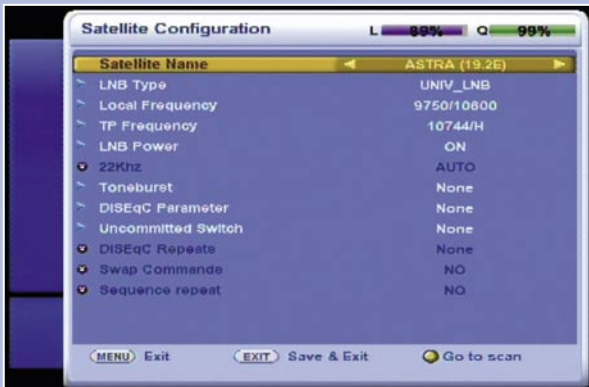 Satellite Configuration L 89% Q 99%
Satellite Name ASTRA (19.2E)
LNB Type UNIV_LNB
Local Frequency 9750/10600
TP Frequency 10744/H
LNB Power ON
22Khz AUTO
Toneburst None
DISEqC Parameter None
Uncommitted Switch None
DISEqC Repeats None
Swap Commande NO
Sequence repeat NO
MENU Exit EXIT Save & Exit Go to scan